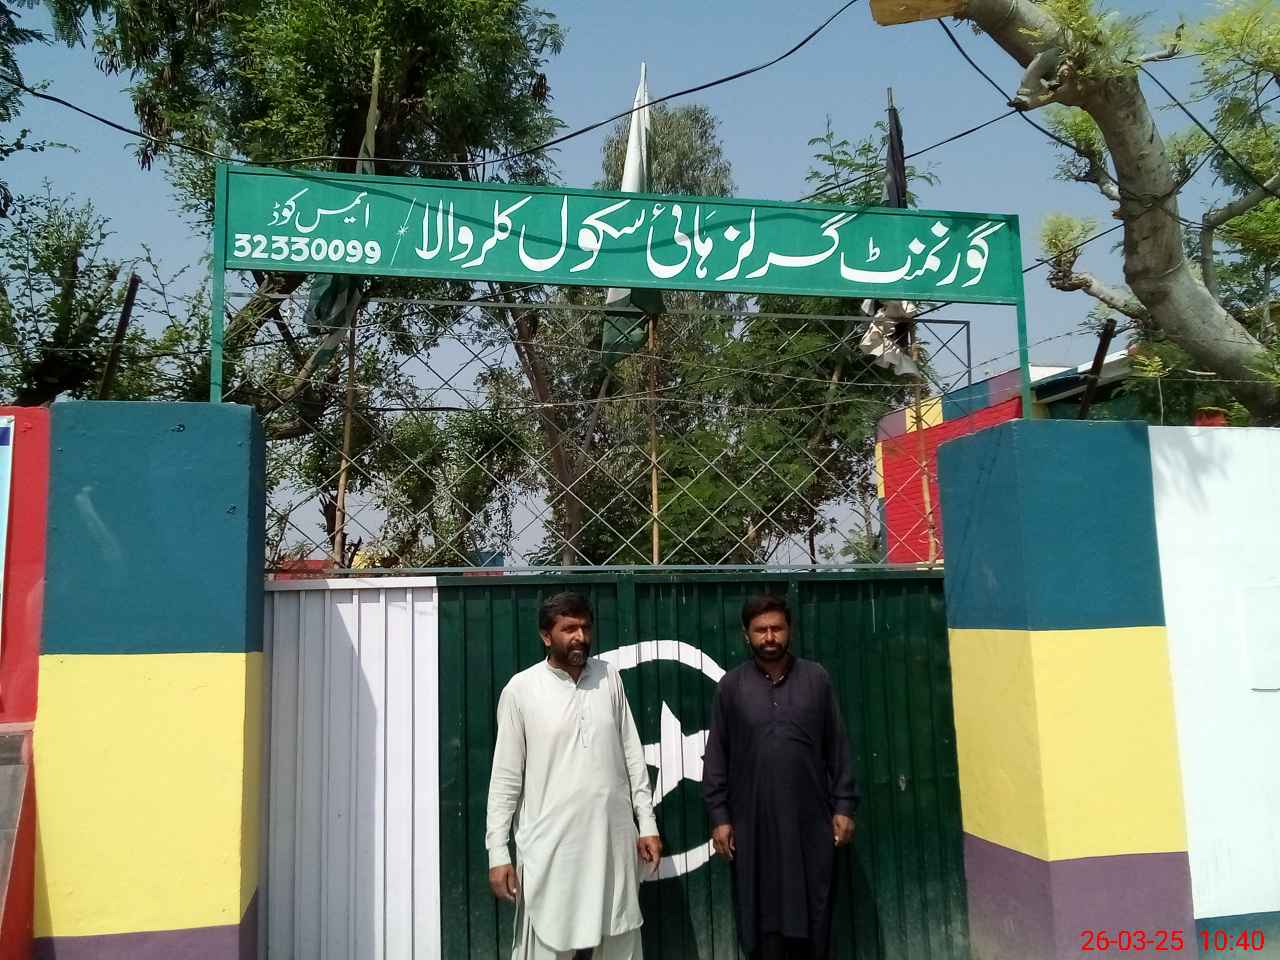 گورنمنٹ گرلز ہائی سکول کلروالا / ایمس کوڈ
32330099
26-03-25 10:40